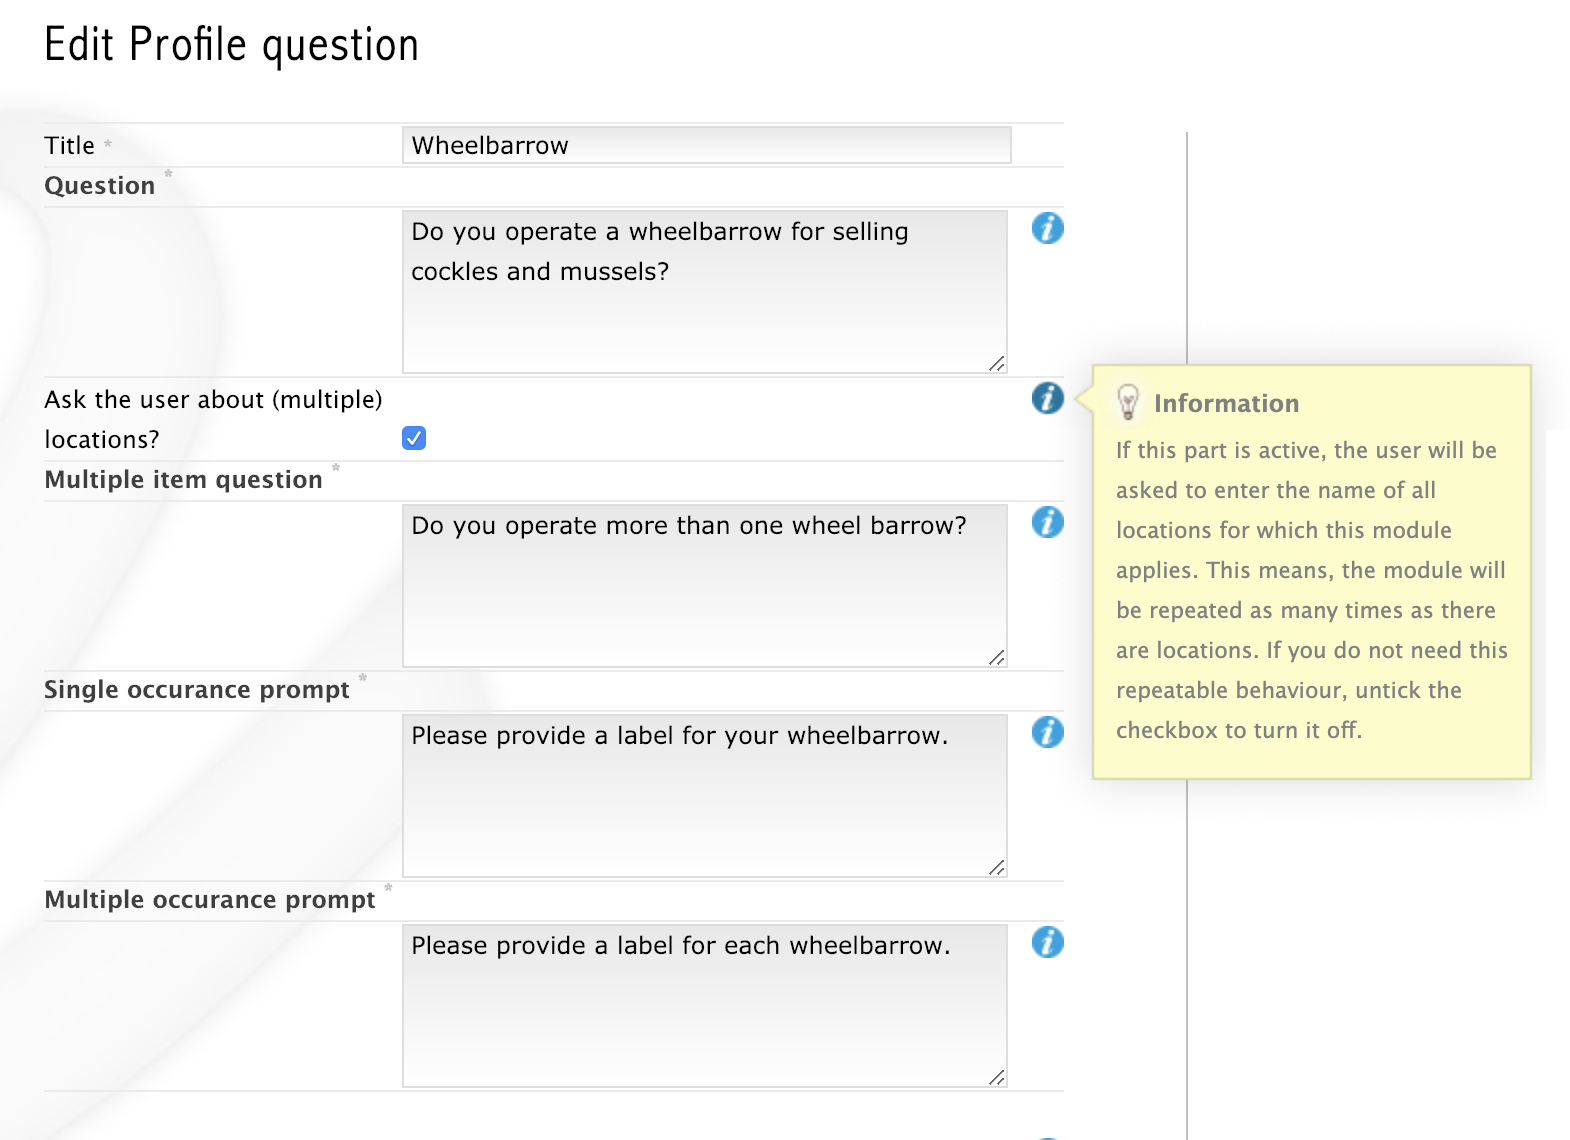 Edit Profile question
Title *
Wheelbarrow
Question *
Do you operate a wheelbarrow for selling
cockles and mussels?
Ask the user about (multiple)
locations?
Information
If this part is active, the user will be
asked to enter the name of all
locations for which this module
applies. This means, the module will
be repeated as many times as there
are locations. If you do not need this
repeatable behaviour, untick the
checkbox to turn it off.
Multiple item question *
Do you operate more than one wheel barrow?
Single occurance prompt *
Please provide a label for your wheelbarrow.
Multiple occurance prompt *
Please provide a label for each wheelbarrow.